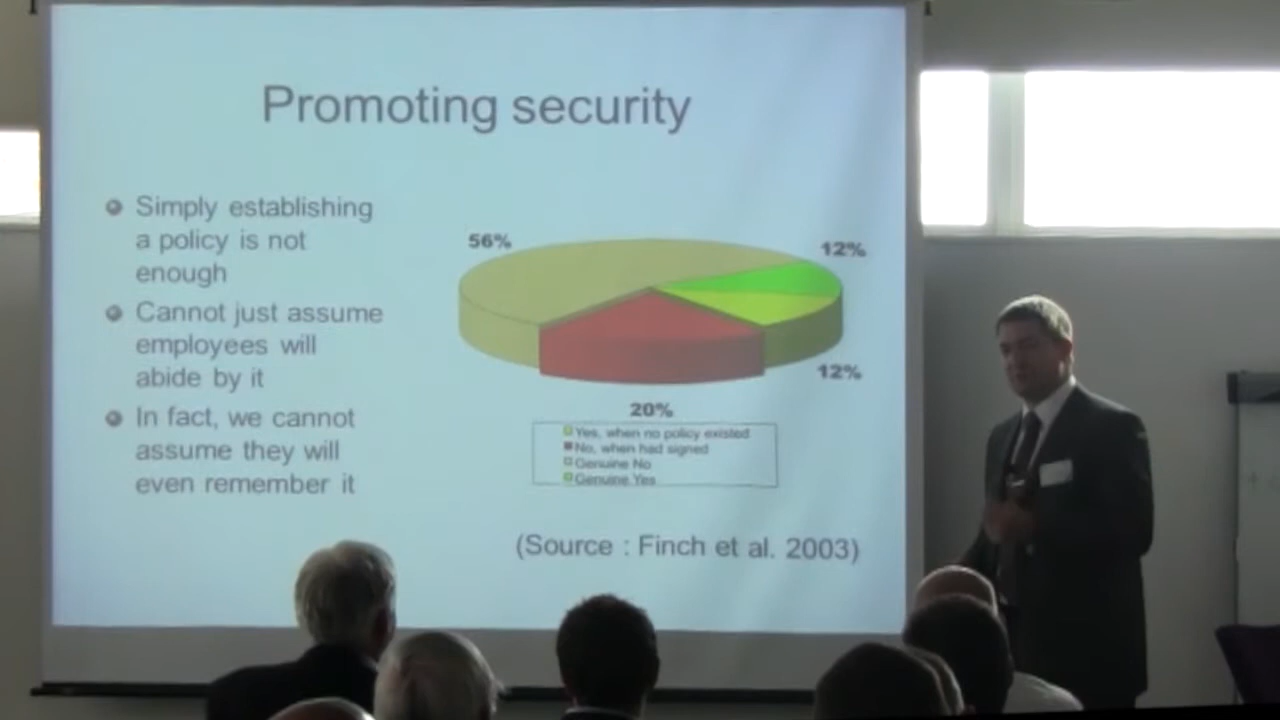 Promoting security
Simply establishing
a policy is not
enough
Cannot just assume
employees will
abide by it
In fact, we cannot
assume they will
even remember it
56%
12%
12%
20%
Yes, when no policy existed
No, when had signed
Genuine No
Genuine Yes
(Source : Finch et al. 2003)